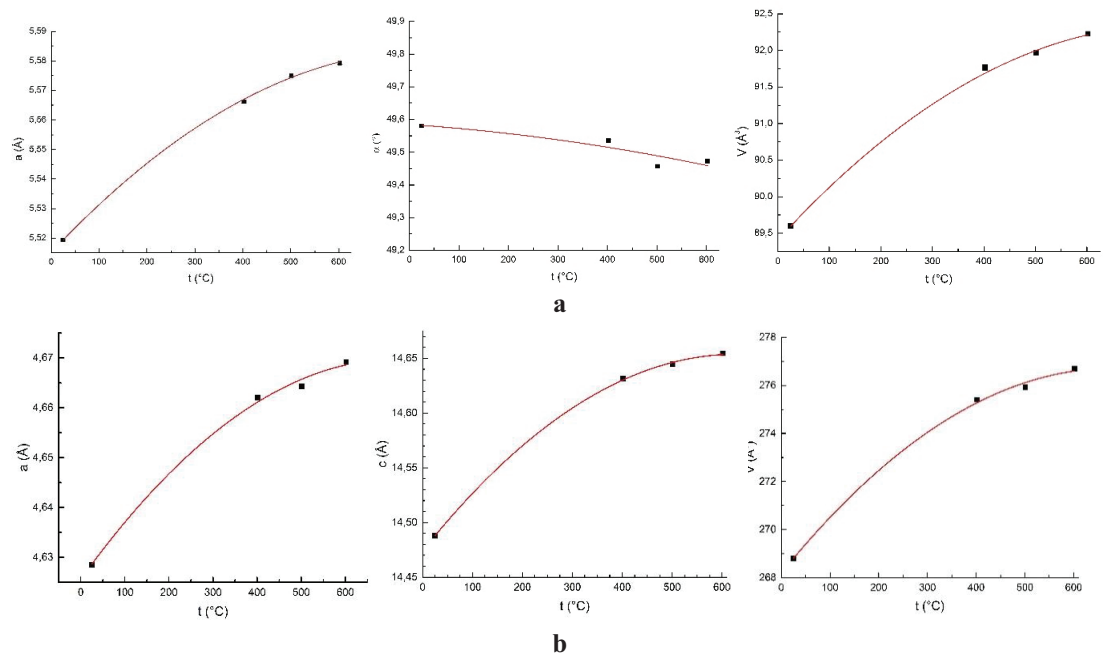 5,59
5,58
5,57
5,56
5,55
5,54
5,53
5,52
a (Å)
0 100 200 300 400 500 600
t (°C)
49,9
49,8
49,7
49,6
49,5
49,4
49,3
49,2
α (°)
0 100 200 300 400 500 600
t (°C)
92,5
92,0
91,5
91,0
90,5
90,0
89,5
V (Å³)
0 100 200 300 400 500 600
t (°C)
a
4,67
4,66
4,65
4,64
4,63
a (Å)
0 100 200 300 400 500 600
t (°C)
14,65
14,60
14,55
14,50
14,45
c (Å)
0 100 200 300 400 500 600
t (°C)
278
276
274
272
270
268
V (Å³)
0 100 200 300 400 500 600
t (°C)
b